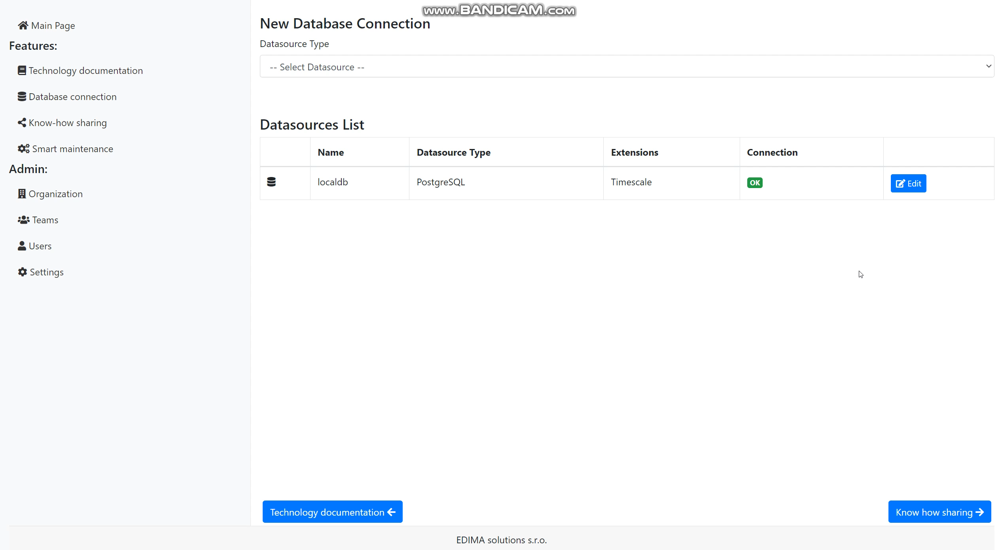 www.BANDICAM.com
Main Page
Features:
Technology documentation
Database connection
Know-how sharing
Smart maintenance
Admin:
Organization
Teams
Users
Settings
New Database Connection
Datasource Type
-- Select Datasource --
Datasources List
Name Datasource Type Extensions Connection
localdb PostgreSQL Timescale OK Edit
Technology documentation
Know how sharing
EDIMA solutions s.r.o.